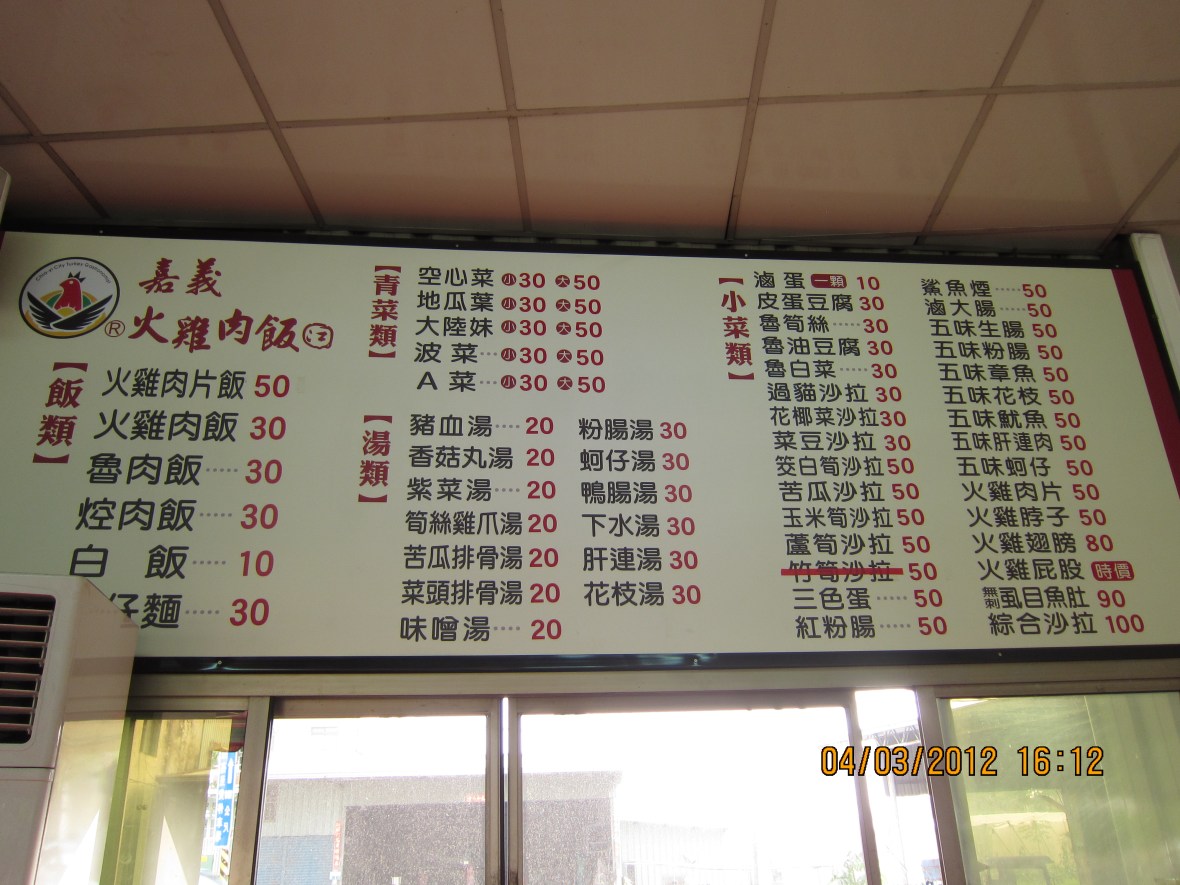 嘉義
®火雞肉飯 汪
【飯類】
火雞肉片飯 50
火雞肉飯 30
魯肉飯····· 30
焢肉飯····· 30
白 飯····· 10
仔麵····· 30
【青菜類】
空心菜 小30 大50
地瓜葉 小30 大50
大陸妹 小30 大50
波菜···小30 大50
A菜···小30 大50
【湯類】
豬血湯···· 20
香菇丸湯 20
紫菜湯···· 20
筍絲雞爪湯 20
苦瓜排骨湯 20
菜頭排骨湯 20
味噌湯···· 20
粉腸湯 30
蚵仔湯 30
鴨腸湯 30
下水湯 30
肝連湯 30
花枝湯 30
【小菜類】
滷蛋 一顆 10
皮蛋豆腐 30
魯筍絲····· 30
魯油豆腐 30
魯白菜····· 30
過貓沙拉 30
花椰菜沙拉 30
菜豆沙拉 30
筊白筍沙拉 50
苦瓜沙拉 50
玉米筍沙拉 50
蘆筍沙拉 50
竹筍沙拉 50
三色蛋····· 50
紅粉腸····· 50
鯊魚煙·····50
滷大腸·····50
五味生腸 50
五味粉腸 50
五味章魚 50
五味花枝 50
五味魷魚 50
五味肝連肉 50
五味蚵仔 50
火雞肉片 50
火雞脖子 50
火雞翅膀 80
火雞屁股 時價
無刺虱目魚肚 90
綜合沙拉 100
04/03/2012 16:12